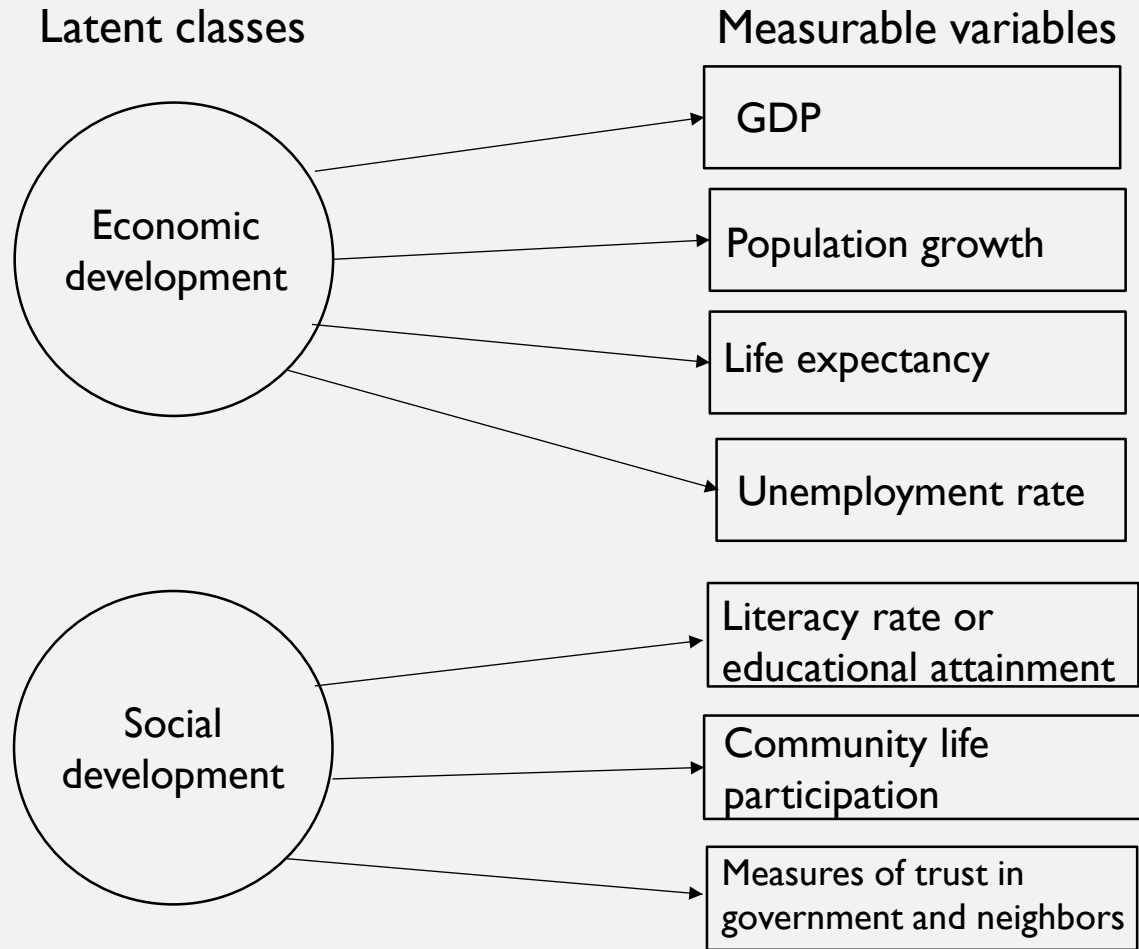 Latent classes
Measurable variables
Economic
development
GDP
Population growth
Life expectancy
Unemployment rate
Social
development
Literacy rate or
educational attainment
Community life
participation
Measures of trust in
government and neighbors